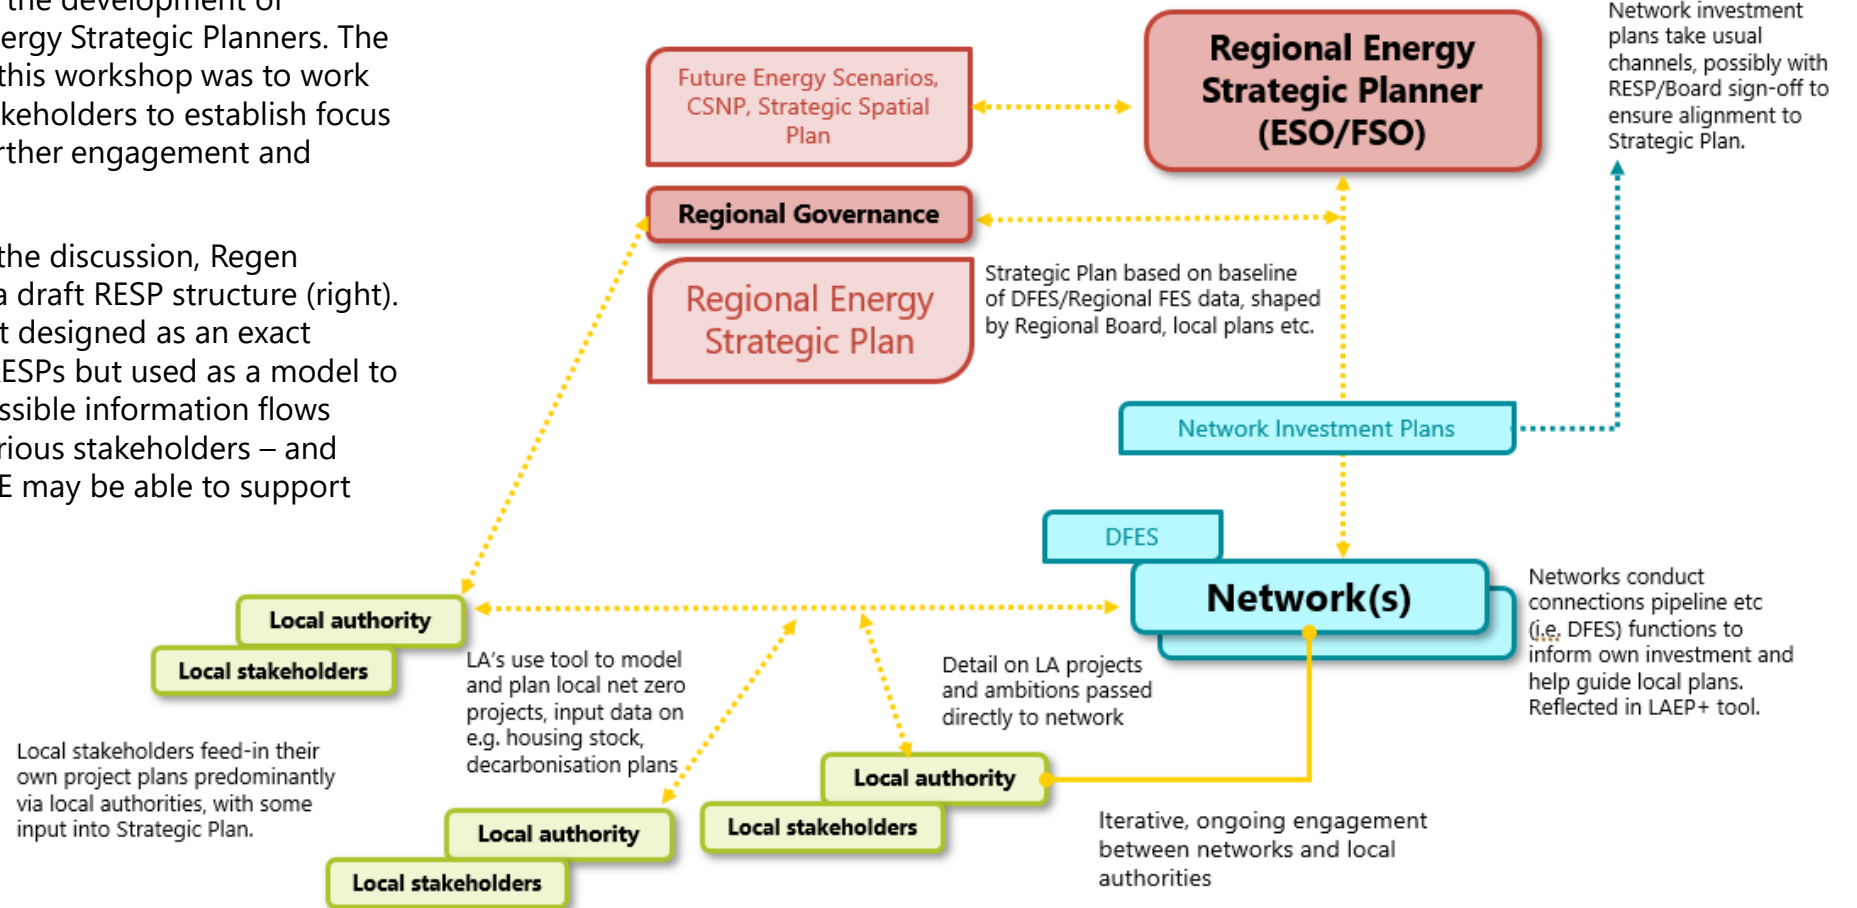 the development of
ergy Strategic Planners. The
this workshop was to work
keholders to establish focus
rther engagement and
the discussion, Regen
a draft RESP structure (right).
t designed as an exact
RESPs but used as a model to
ssible information flows
rious stakeholders – and
E may be able to support
Future Energy Scenarios,
CSNP, Strategic Spatial
Plan
Regional Energy
Strategic Planner
(ESO/FSO)
Network investment
plans take usual
channels, possibly with
RESP/Board sign-off to
ensure alignment to
Strategic Plan.
Regional Governance
Regional Energy
Strategic Plan
Strategic Plan based on baseline
of DFES/Regional FES data, shaped
by Regional Board, local plans etc.
Network Investment Plans
DFES
Network(s)
Networks conduct
connections pipeline etc
(i.e. DFES) functions to
inform own investment and
help guide local plans.
Reflected in LAEP+ tool.
Local authority
Local stakeholders
LA's use tool to model
and plan local net zero
projects, input data on
e.g. housing stock,
decarbonisation plans
Detail on LA projects
and ambitions passed
directly to network
Local stakeholders feed-in their
own project plans predominantly
via local authorities, with some
input into Strategic Plan.
Local authority
Local stakeholders
Local authority
Local stakeholders
Iterative, ongoing engagement
between networks and local
authorities